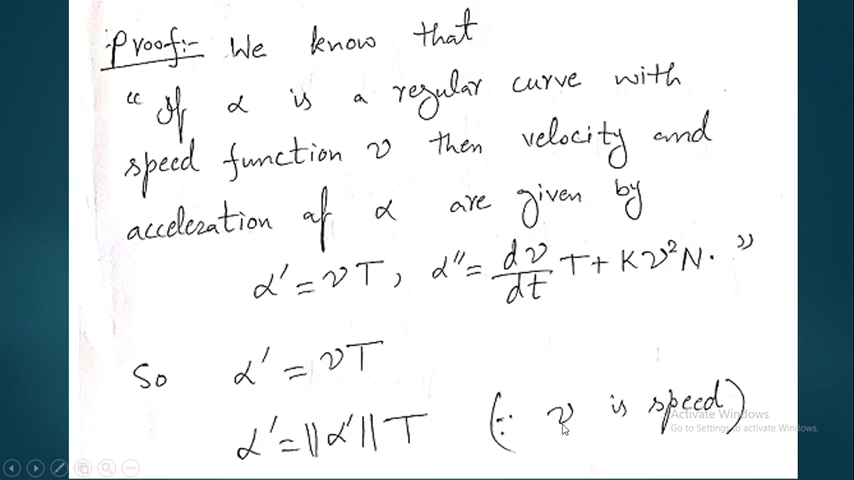 Proof:- We know that
“ If α is a regular curve with
speed function v then velocity and
acceleration of α are given by
α' = vT, α'' = dv/dt T + Kv²N. ”
So α' = vT
α' = ||α'|| T (∵ v is speed)
Activate Windows
Go to Settings to activate Windows.